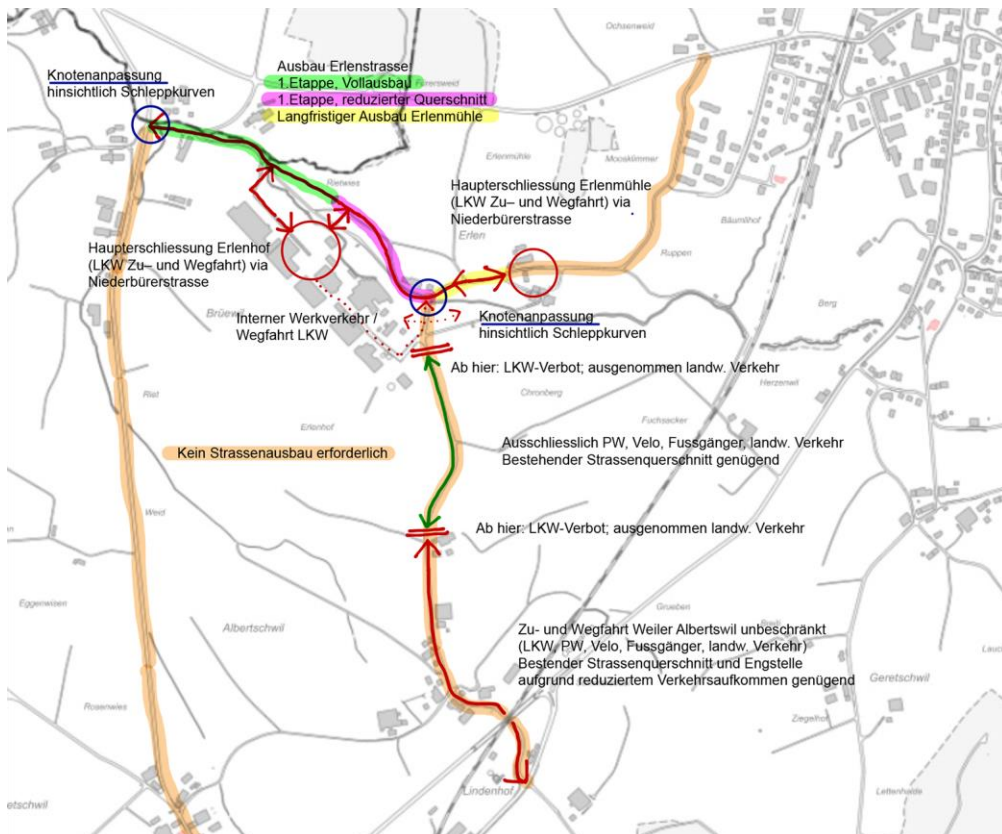 Ochsenweid
Ausbau Erlenstrasse
Knotenanpassung
hinsichtlich Schleppkurven
1.Etappe, Vollausbau
1.Etappe, reduzierter Querschnitt
Langfristiger Ausbau Erlenmühle
Erlenmühle
Moosklimmer
Rietwies
Haupterschliessung Erlenmühle
(LKW Zu– und Wegfahrt) via
Niederbürerstrasse
Bäumlihof
Erlen
Ruppen
Haupterschliessung Erlenhof
(LKW Zu– und Wegfahrt) via
Niederbürerstrasse
Berg
Interner Werkverkehr /
Wegfahrt LKW
Knotenanpassung
hinsichtlich Schleppkurven
Ab hier: LKW-Verbot; ausgenommen landw. Verkehr
Herzenwil
Chronberg
Riet
Fuchsacker
Erlenhof
Ausschliesslich PW, Velo, Fussgänger, landw. Verkehr
Bestehender Strassenquerschnitt genügend
Kein Strassenausbau erforderlich
Weid
Ab hier: LKW-Verbot; ausgenommen landw. Verkehr
Eggenwisen
Grueben
Albertschwil
Zu- und Wegfahrt Weiler Albertswil unbeschränkt
(LKW, PW, Velo, Fussgänger, landw. Verkehr)
Bestender Strassenquerschnitt und Engstelle
aufgrund reduziertem Verkehrsaufkommen genügend
Geretschwil
Rosenwies
Ziegelhof
Lindenhof
Lettenhalde
etschwil